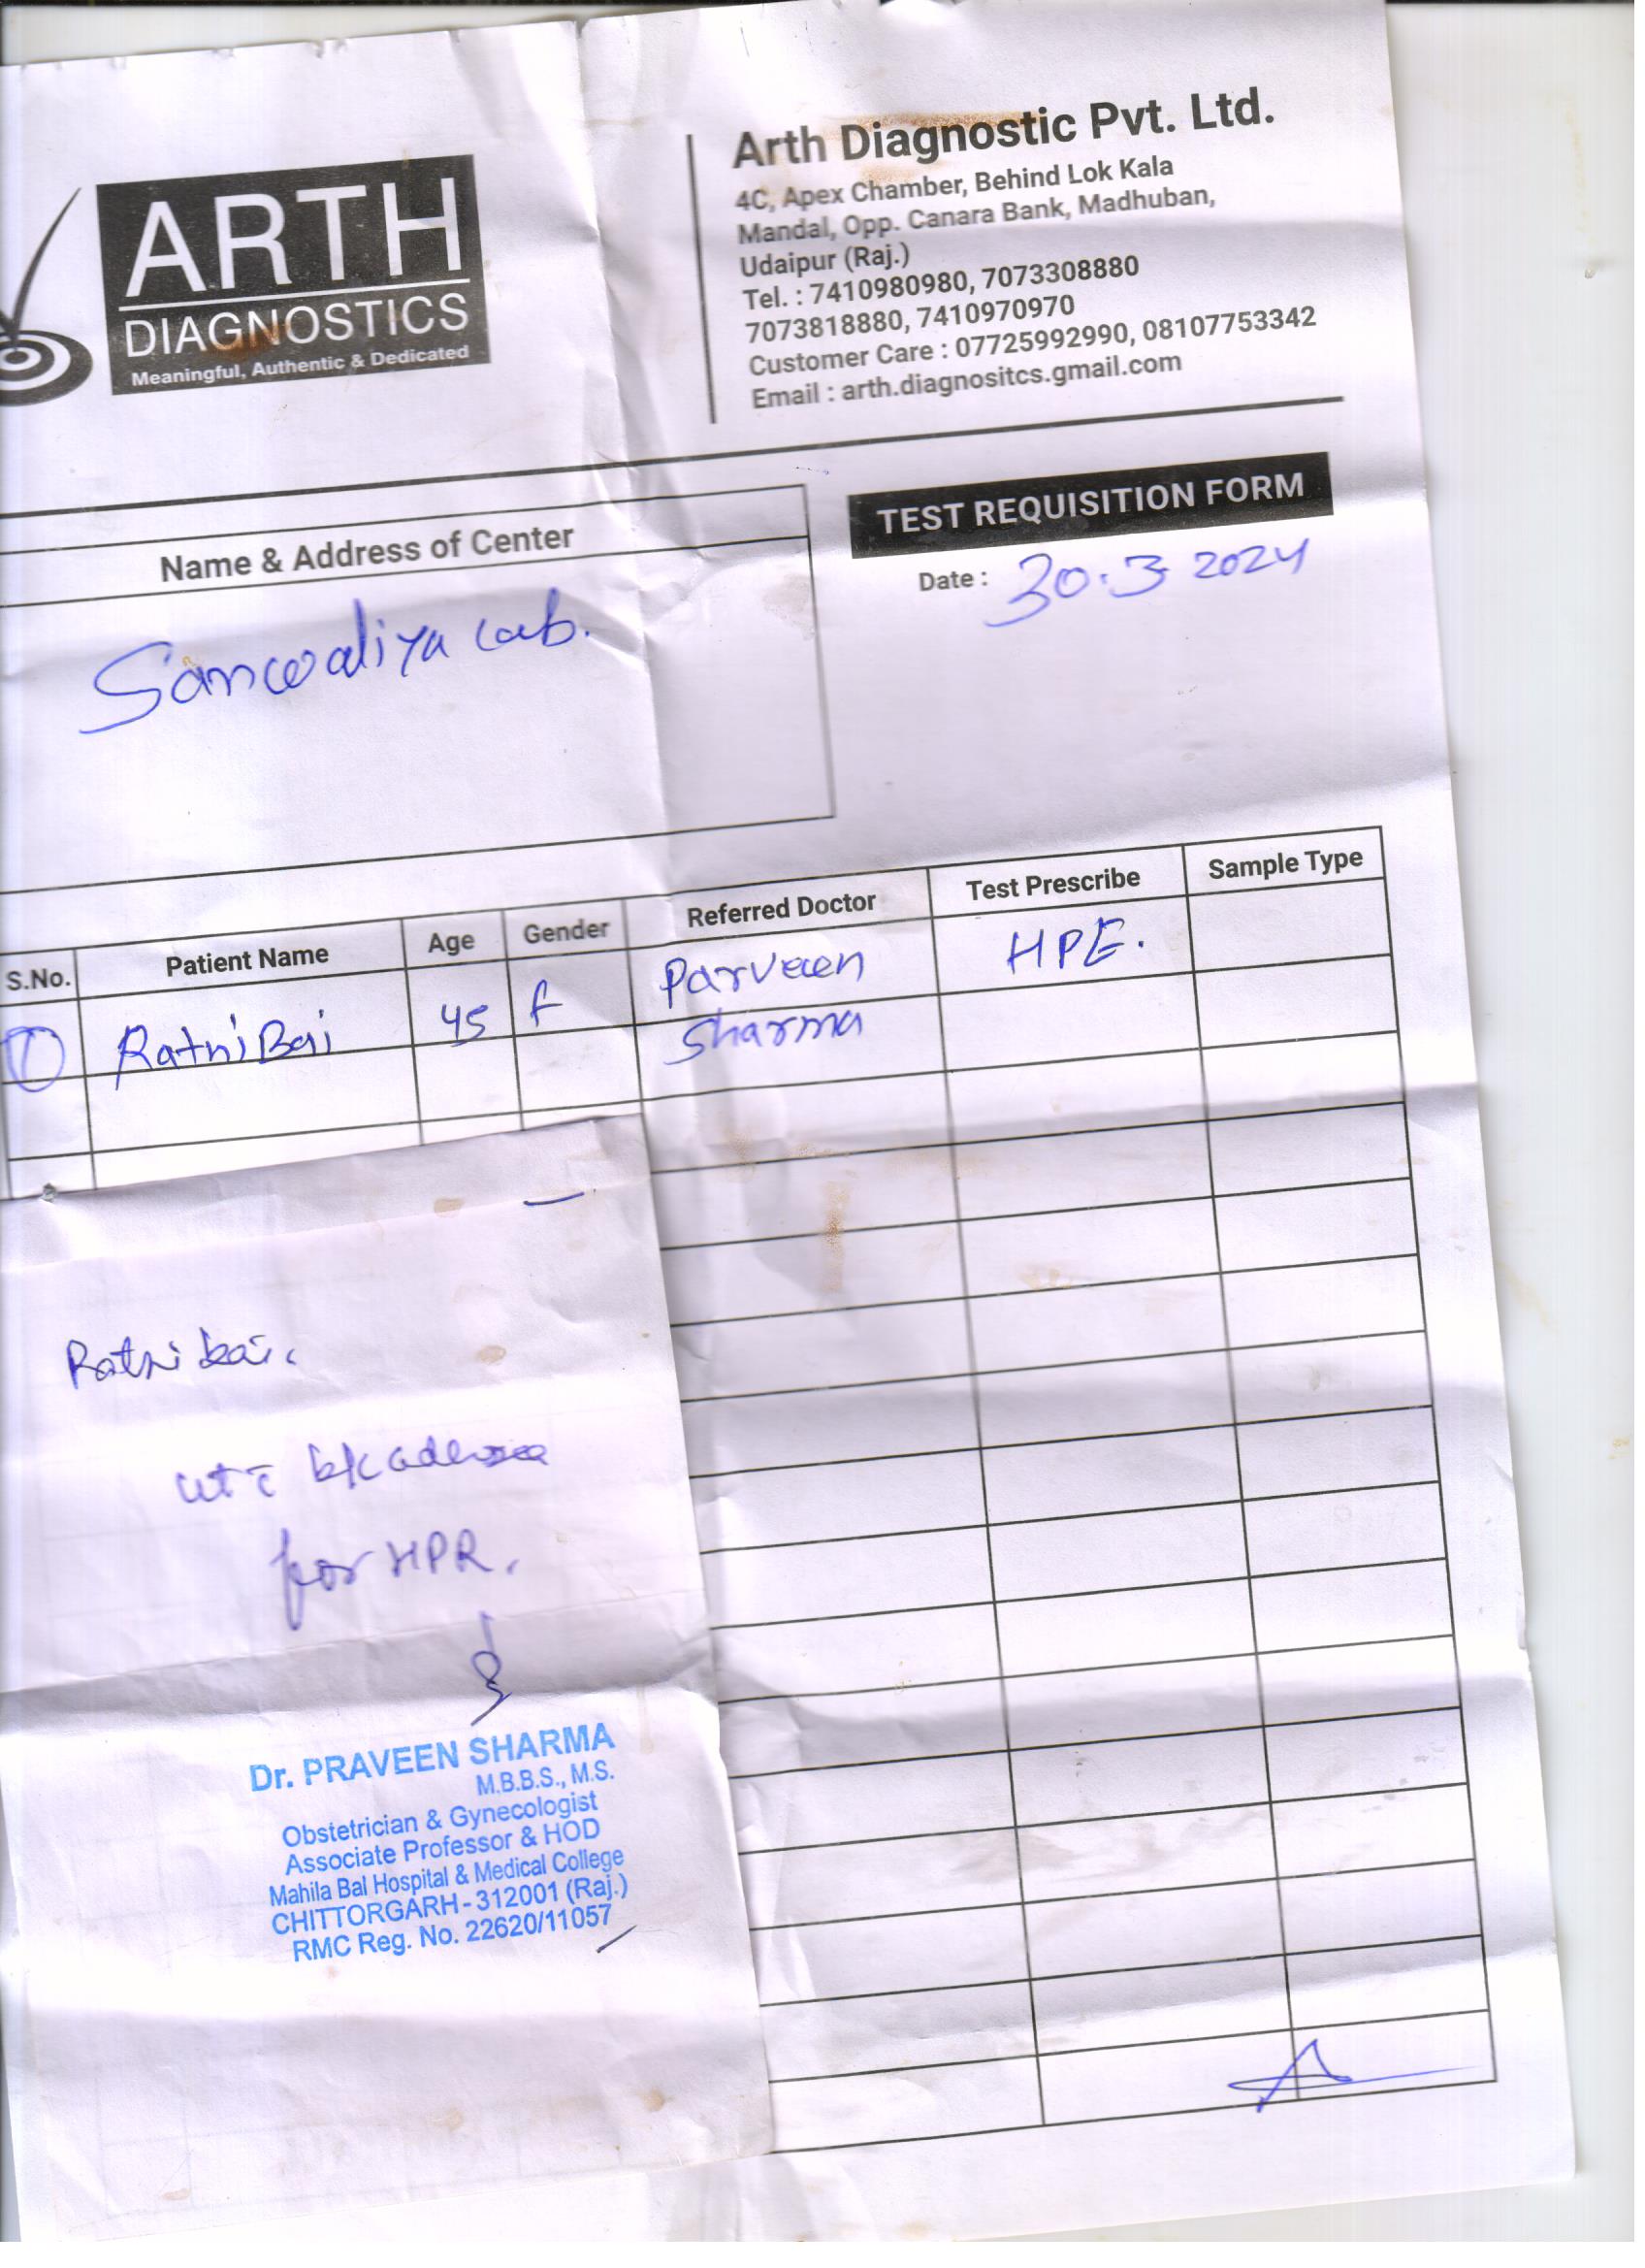 ARTH
DIAGNOSTICS
Meaningful, Authentic & Dedicated
Arth Diagnostic Pvt. Ltd.
4C, Apex Chamber, Behind Lok Kala
Mandal, Opp. Canara Bank, Madhuban,
Udaipur (Raj.)
Tel. : 7410980980, 7073308880
7073818880, 7410970970
Customer Care : 07725992990, 08107753342
Email : arth.diagnositcs.gmail.com
Name & Address of Center
Sanwaliya Lab.
TEST REQUISITION FORM
Date : 30.3 2024
S.No. Patient Name Age Gender Referred Doctor Test Prescribe Sample Type
1 Ratni Bai 45 f Parveen HPE.
Sharma
Ratni bai.
ut c̄ b/c
for HPR.
Dr. PRAVEEN SHARMA
M.B.B.S., M.S.
Obstetrician & Gynecologist
Associate Professor & HOD
Mahila Bal Hospital & Medical College
CHITTORGARH - 312001 (Raj.)
RMC Reg. No. 22620/11057